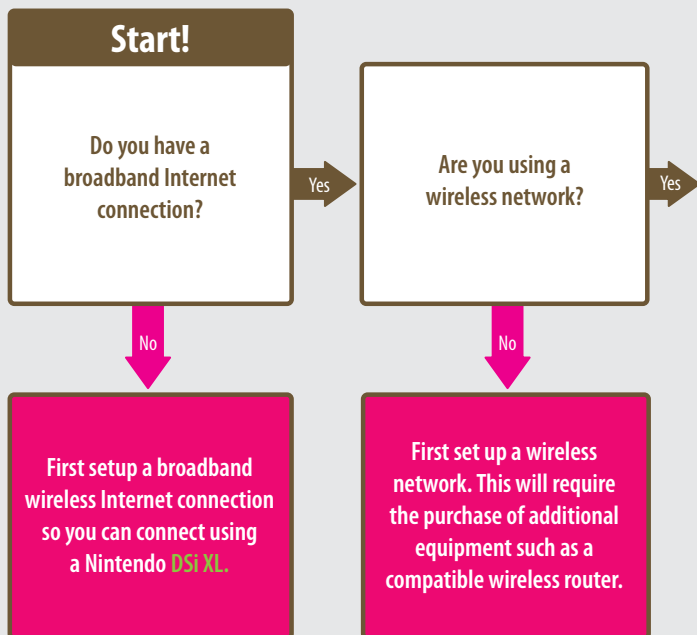 Start!
Do you have a
broadband Internet
connection?
Yes
Are you using a
wireless network?
Yes
No
No
First setup a broadband
wireless Internet connection
so you can connect using
a Nintendo DSi XL.
First set up a wireless
network. This will require
the purchase of additional
equipment such as a
compatible wireless router.